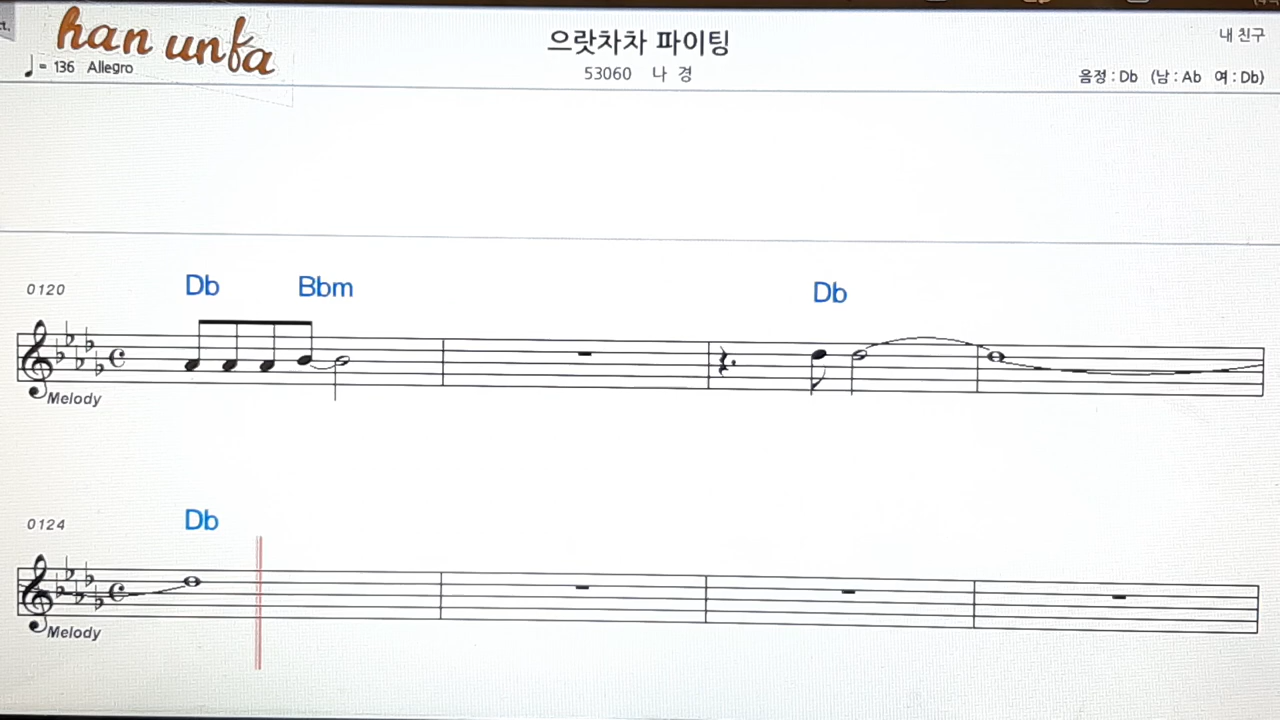 han unfa
♩= 136 Allegro
으랏차차 파이팅
53060 나 경
내 친구
음정 : Db (남 : Ab 여 : Db)
0120
Db Bbm Db
Melody
0124
Db
Melody